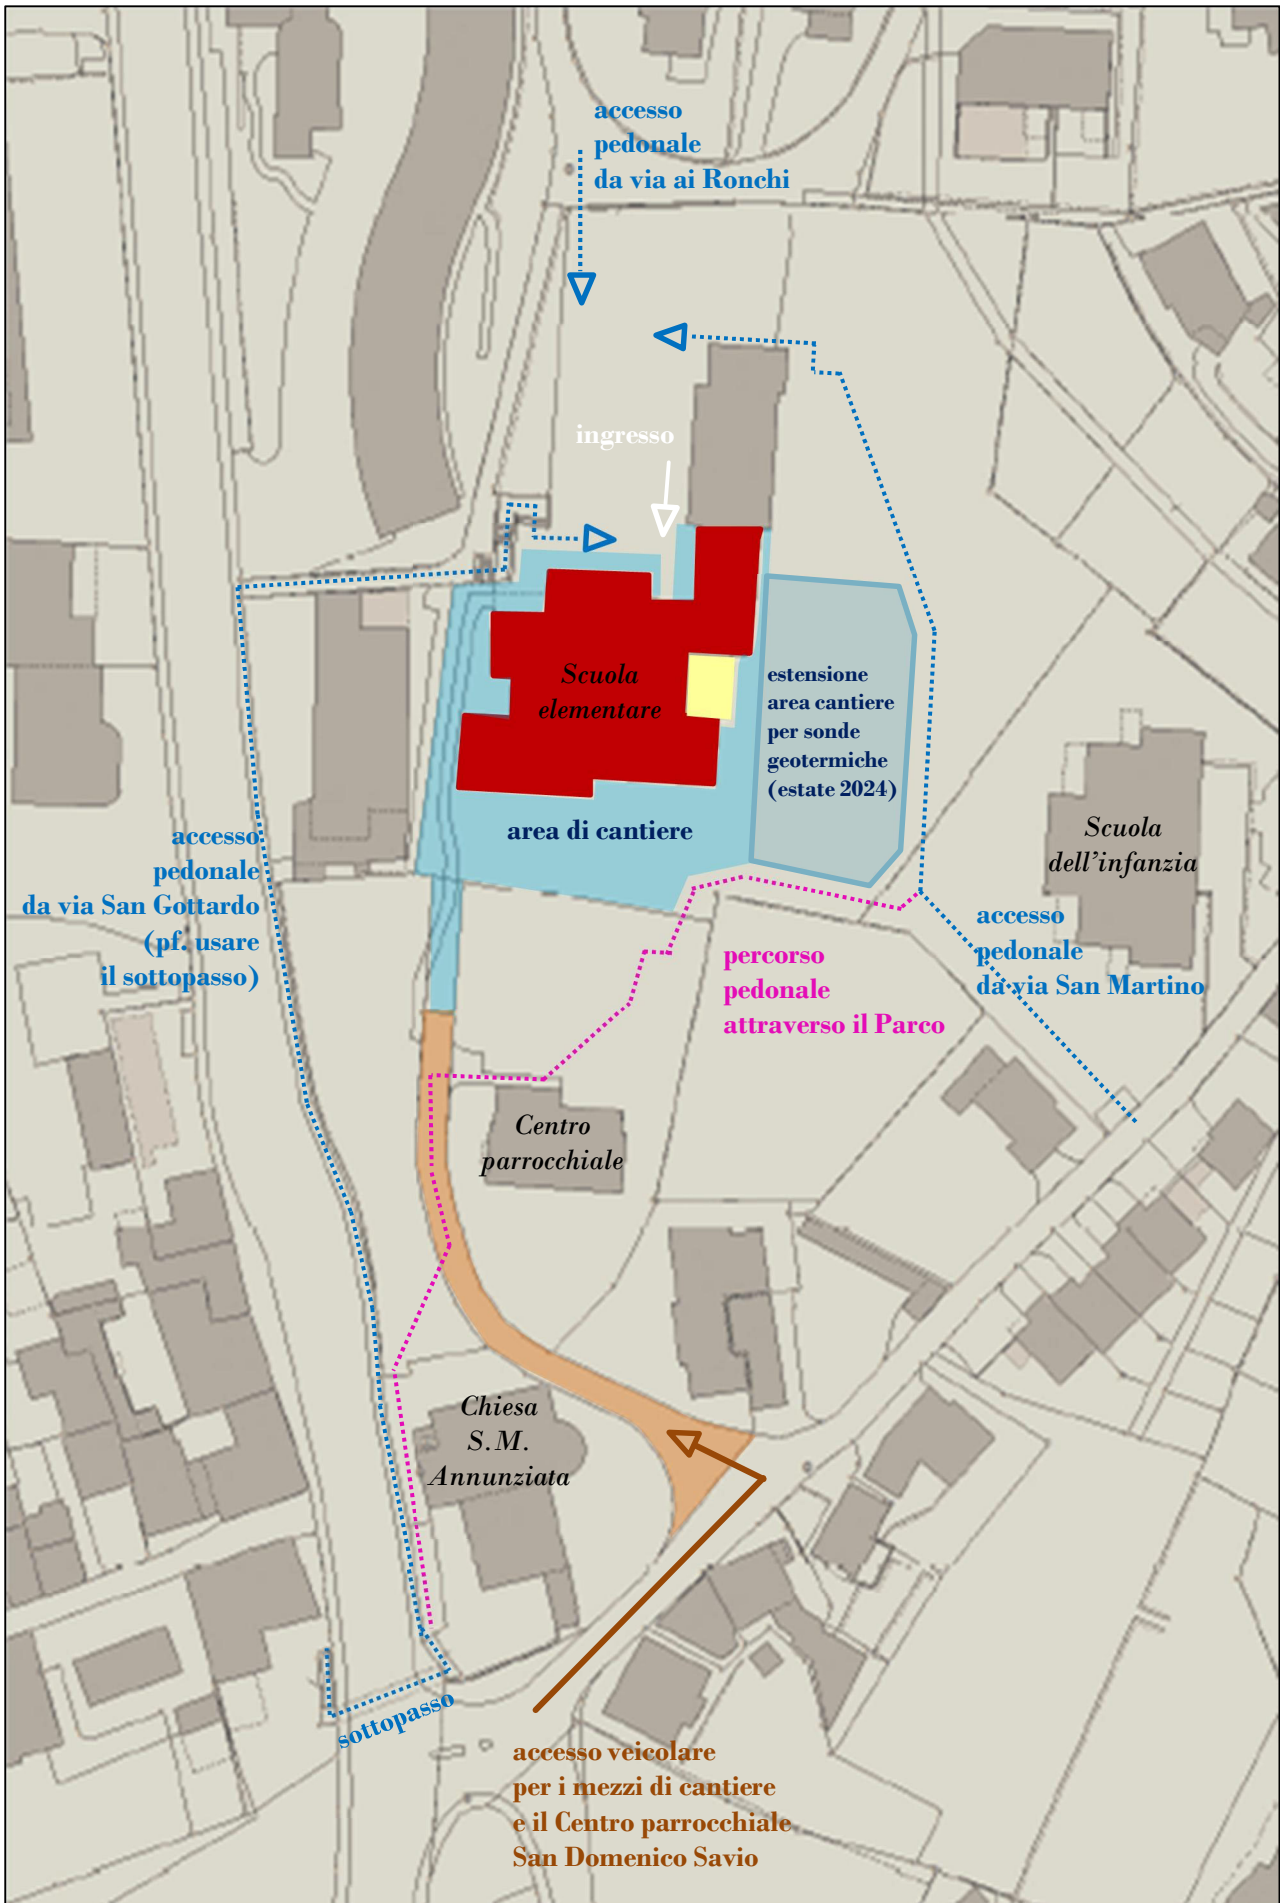 accesso
pedonale
da via ai Ronchi
ingresso
Scuola
elementare
estensione
area cantiere
per sonde
geotermiche
(estate 2024)
area di cantiere
Scuola
dell'infanzia
accesso
pedonale
da via San Gottardo
(pf. usare
il sottopasso)
accesso
pedonale
da via San Martino
percorso
pedonale
attraverso il Parco
Centro
parrocchiale
Chiesa
S.M.
Annunziata
sottopasso
accesso veicolare
per i mezzi di cantiere
e il Centro parrocchiale
San Domenico Savio